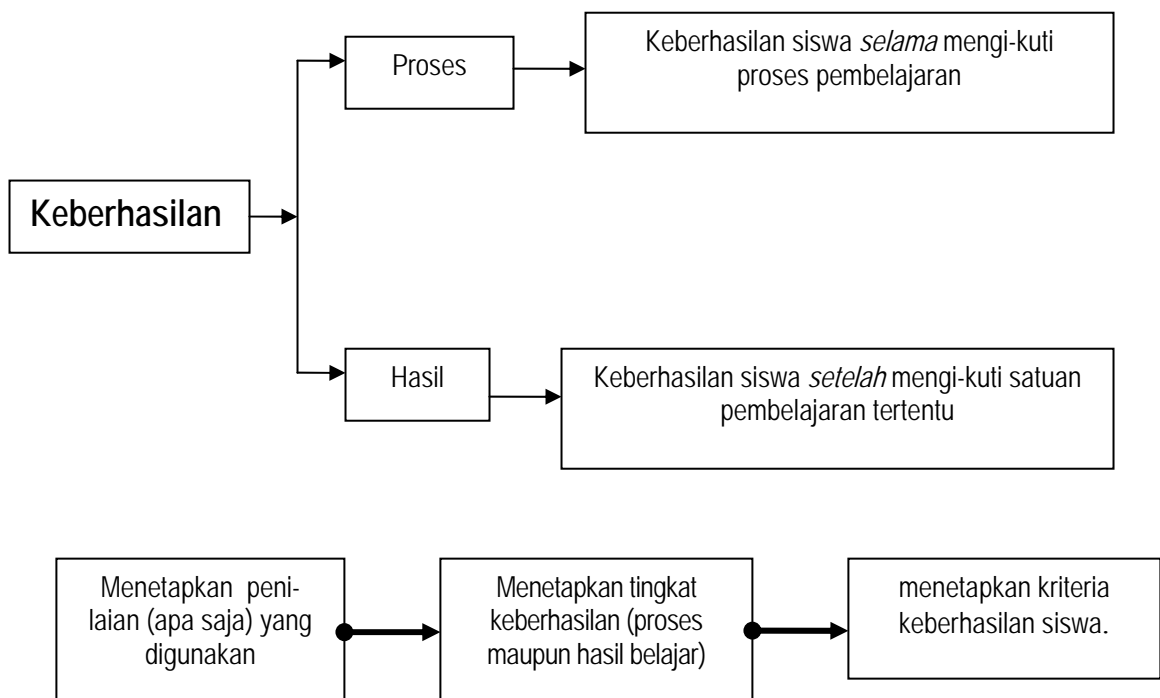 Proses
Keberhasilan siswa selama mengi-kuti
proses pembelajaran
Keberhasilan
Hasil
Keberhasilan siswa setelah mengi-kuti satuan
pembelajaran tertentu
Menetapkan peni-
laian (apa saja) yang
digunakan
Menetapkan tingkat
keberhasilan (proses
maupun hasil belajar)
menetapkan kriteria
keberhasilan siswa.